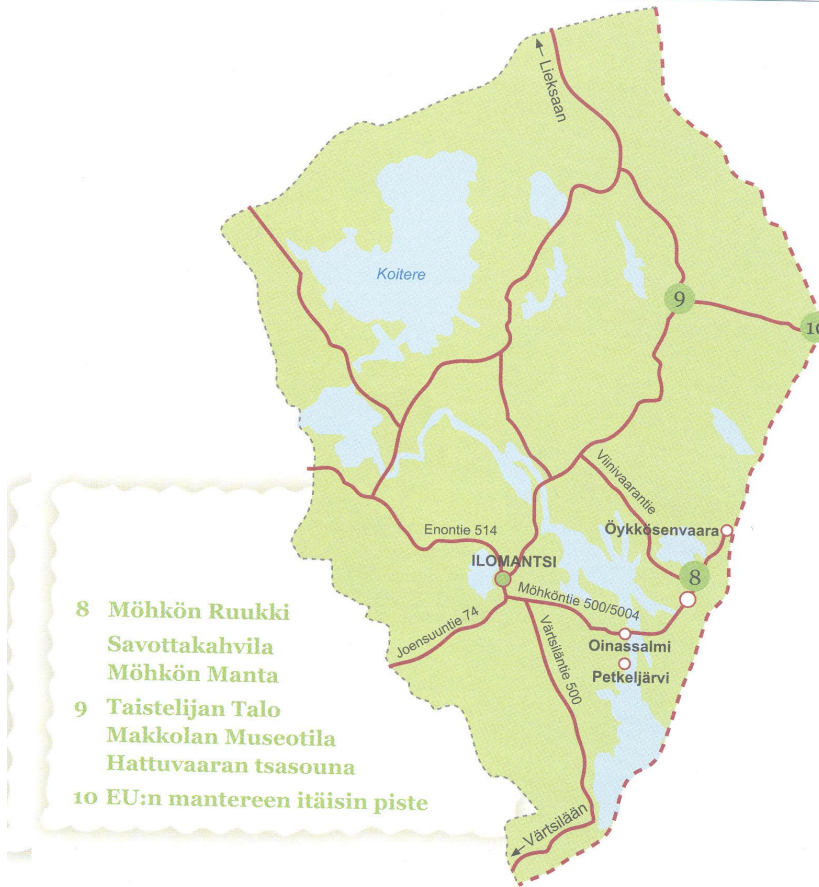 Lieksaan
Koitere
9
10
Viinivaarantie
Enontie 514
Öykkösenvaara
ILOMANTSI
8
Möhköntie 500/5004
Joensuuntie 74
Värtsiläntie 500
Oinassalmi
Petkeljärvi
Värtsilään
8 Möhkön Ruukki
Savottakahvila
Möhkön Manta
9 Taistelijan Talo
Makkolan Museotila
Hattuvaaran tsasouna
10 EU:n mantereen itäisin piste